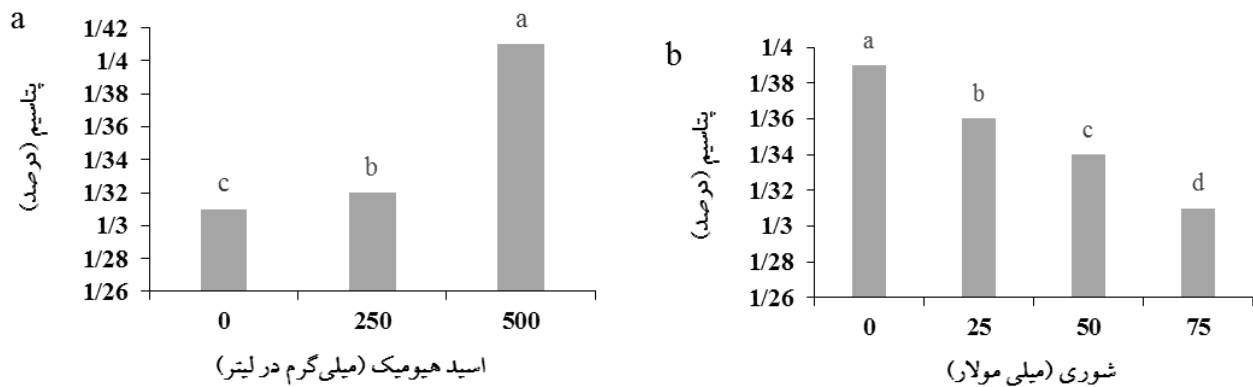 a
پتاسیم (درصد)
1/42
1/4
1/38
1/36
1/34
1/32
1/3
1/28
1/26
c
b
a
0 250 500
اسید هیومیک (میلی‌گرم در لیتر)
b
پتاسیم (درصد)
1/4
1/38
1/36
1/34
1/32
1/3
1/28
1/26
a
b
c
d
0 25 50 75
شوری (میلی مولار)